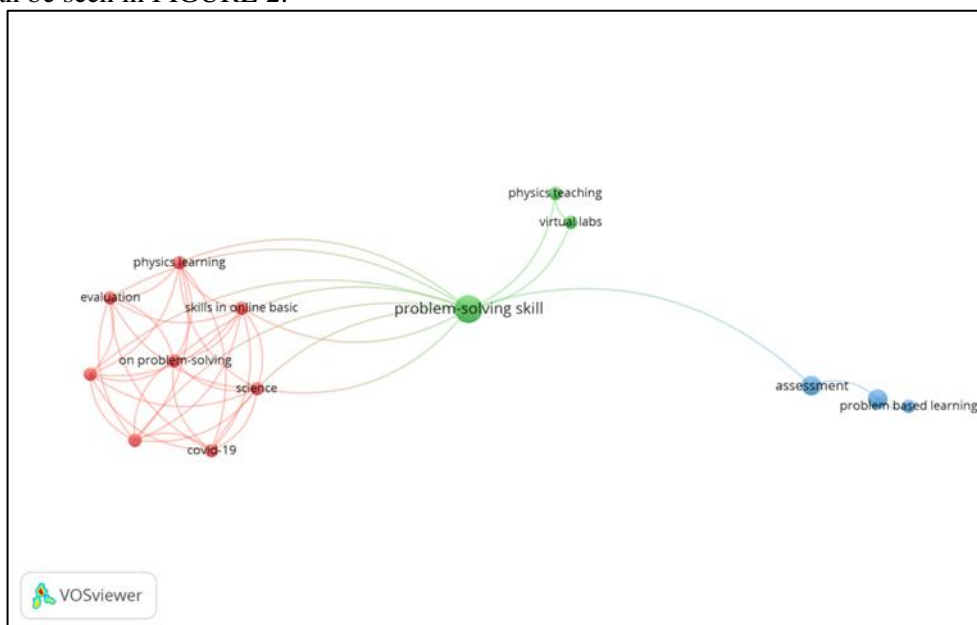 be seen in FIGURE 2.
physics teaching
virtual labs
physics learning
evaluation
skills in online basic
problem-solving skill
on problem-solving
science
assessment
problem based learning
covid-19
VOSviewer